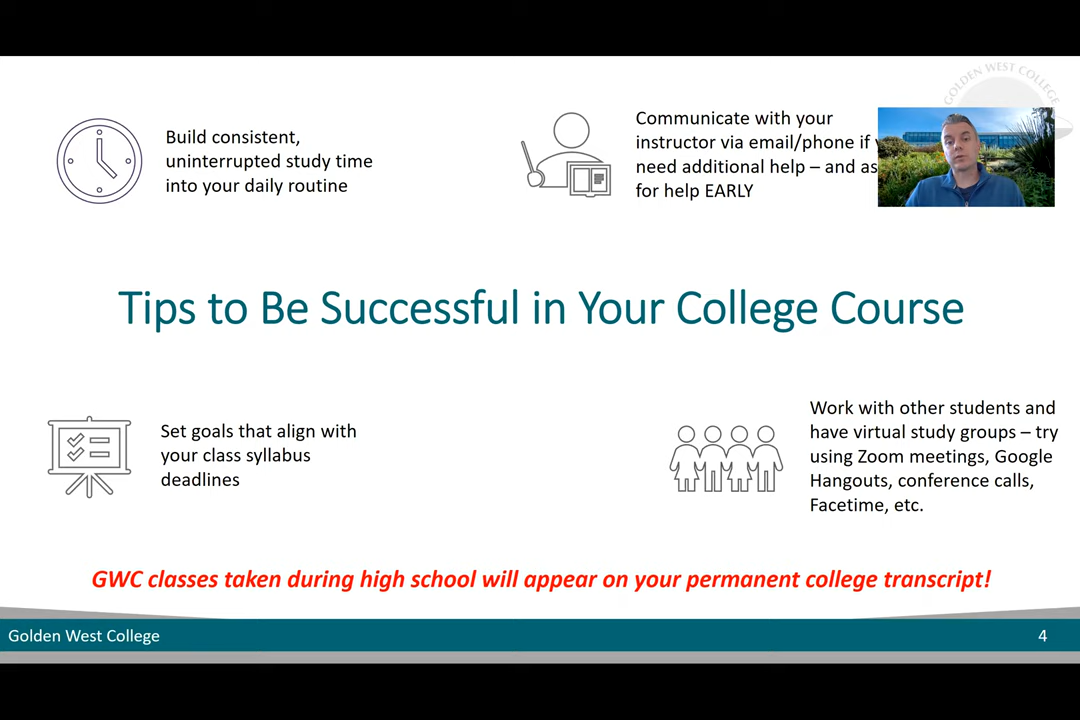 GOLDEN WEST COLLEGE
Build consistent,
uninterrupted study time
into your daily routine
Communicate with your
instructor via email/phone if
need additional help – and
for help EARLY
Tips to Be Successful in Your College Course
Set goals that align with
your class syllabus
deadlines
Work with other students and
have virtual study groups – try
using Zoom meetings, Google
Hangouts, conference calls,
Facetime, etc.
GWC classes taken during high school will appear on your permanent college transcript!
Golden West College
4